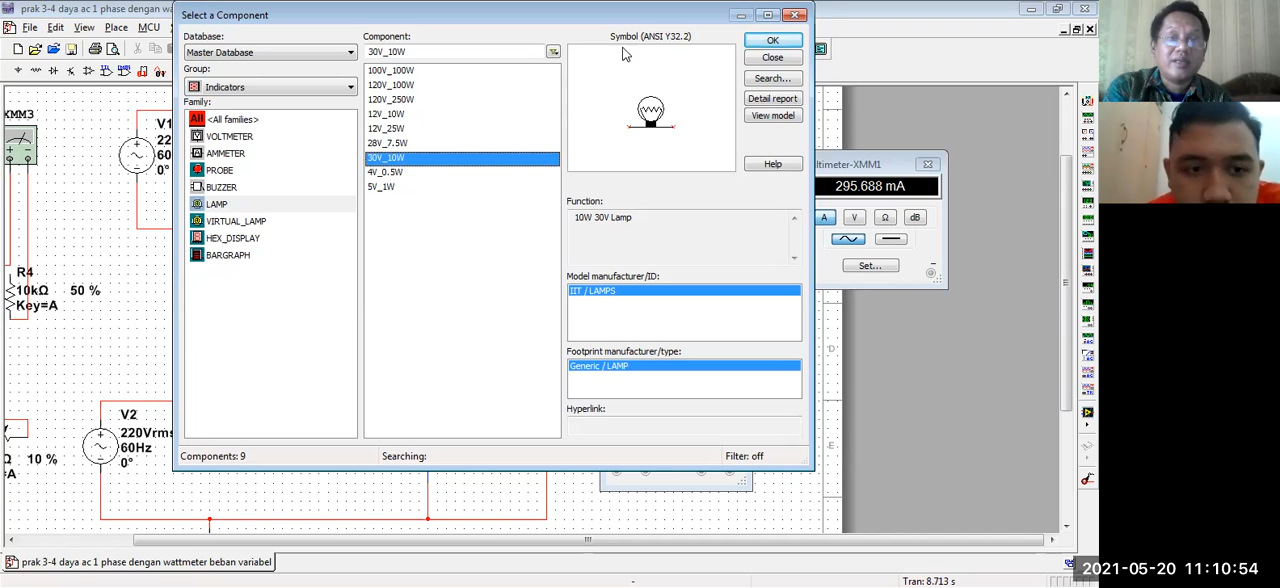 prak 3-4 daya ac 1 phase dengan wa
File Edit View Place MCU
Select a Component
Database:
Master Database
Group:
Indicators
Family:
All <All families>
VOLTMETER
AMMETER
PROBE
BUZZER
LAMP
VIRTUAL_LAMP
HEX_DISPLAY
BARGRAPH
Component:
30V_10W
100V_100W
120V_100W
120V_250W
12V_10W
12V_25W
28V_7.5W
30V_10W
4V_0.5W
5V_1W
Symbol (ANSI Y32.2)
OK
Close
Search...
Detail report
View model
Help
Function:
10W 30V Lamp
Model manufacturer/ID:
IIT / LAMPS
Footprint manufacturer/type:
Generic / LAMP
Hyperlink:
Components: 9 Searching: Filter: off
XMM3
V1
22
60
0°
R4
10kΩ 50 %
Key=A
V2
220Vrms
60Hz
0°
10 %
=A
ltimeter-XMM1
295.688 mA
A V Ω dB
Set...
D
E
prak 3-4 daya ac 1 phase dengan wattmeter beban variabel
- Tran: 8.713 s
2021-05-20 11:10:54